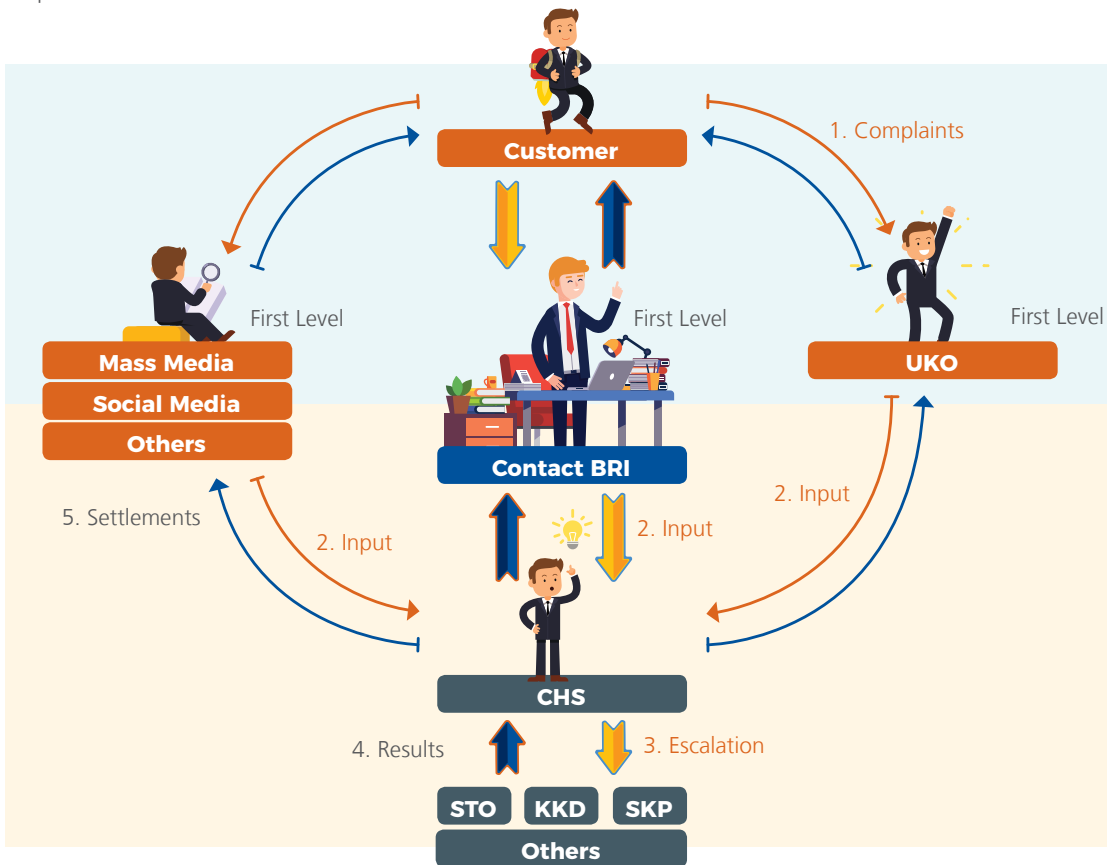 Customer
1. Complaints
First Level
First Level
First Level
Mass Media
Social Media
Others
UKO
Contact BRI
5. Settlements
2. Input
2. Input
2. Input
CHS
4. Results
3. Escalation
STO
KKD
SKP
Others